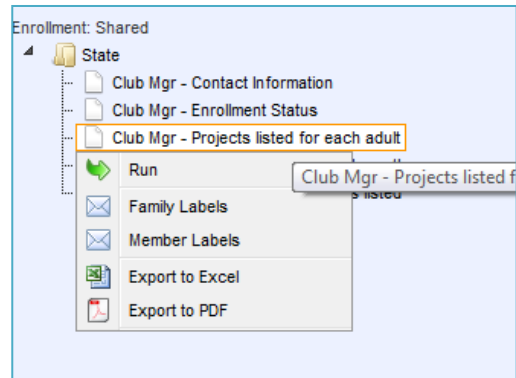 Enrollment: Shared
State
Club Mgr - Contact Information
Club Mgr - Enrollment Status
Club Mgr - Projects listed for each adult
Run
Club Mgr - Projects listed f
s listed
Family Labels
Member Labels
Export to Excel
Export to PDF